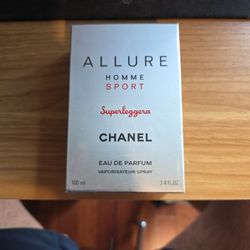 ALLURE
HOMME
SPORT
Superleggera
CHANEL
EAU DE PARFUM
VAPORISATEUR SPRAY
100 ml 3.4 FL.OZ